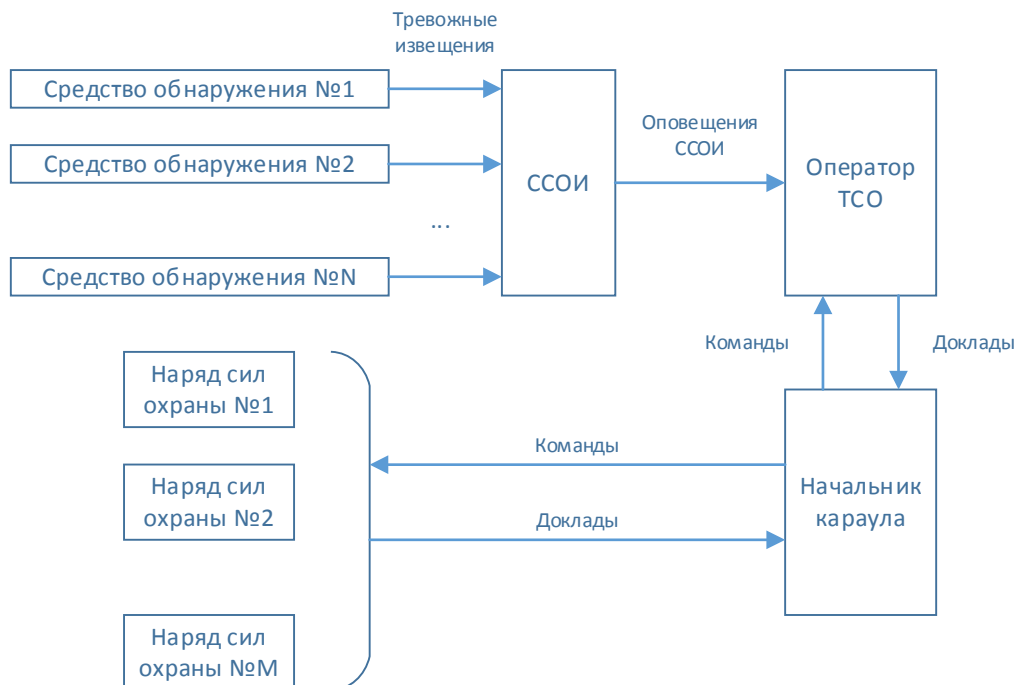 Тревожные
извещения
Средство обнаружения №1
Средство обнаружения №2
...
Средство обнаружения №N
ССОИ
Оповещения
ССОИ
Оператор
ТСО
Команды
Доклады
Наряд сил
охраны №1
Наряд сил
охраны №2
Наряд сил
охраны №M
Команды
Доклады
Начальник
караула